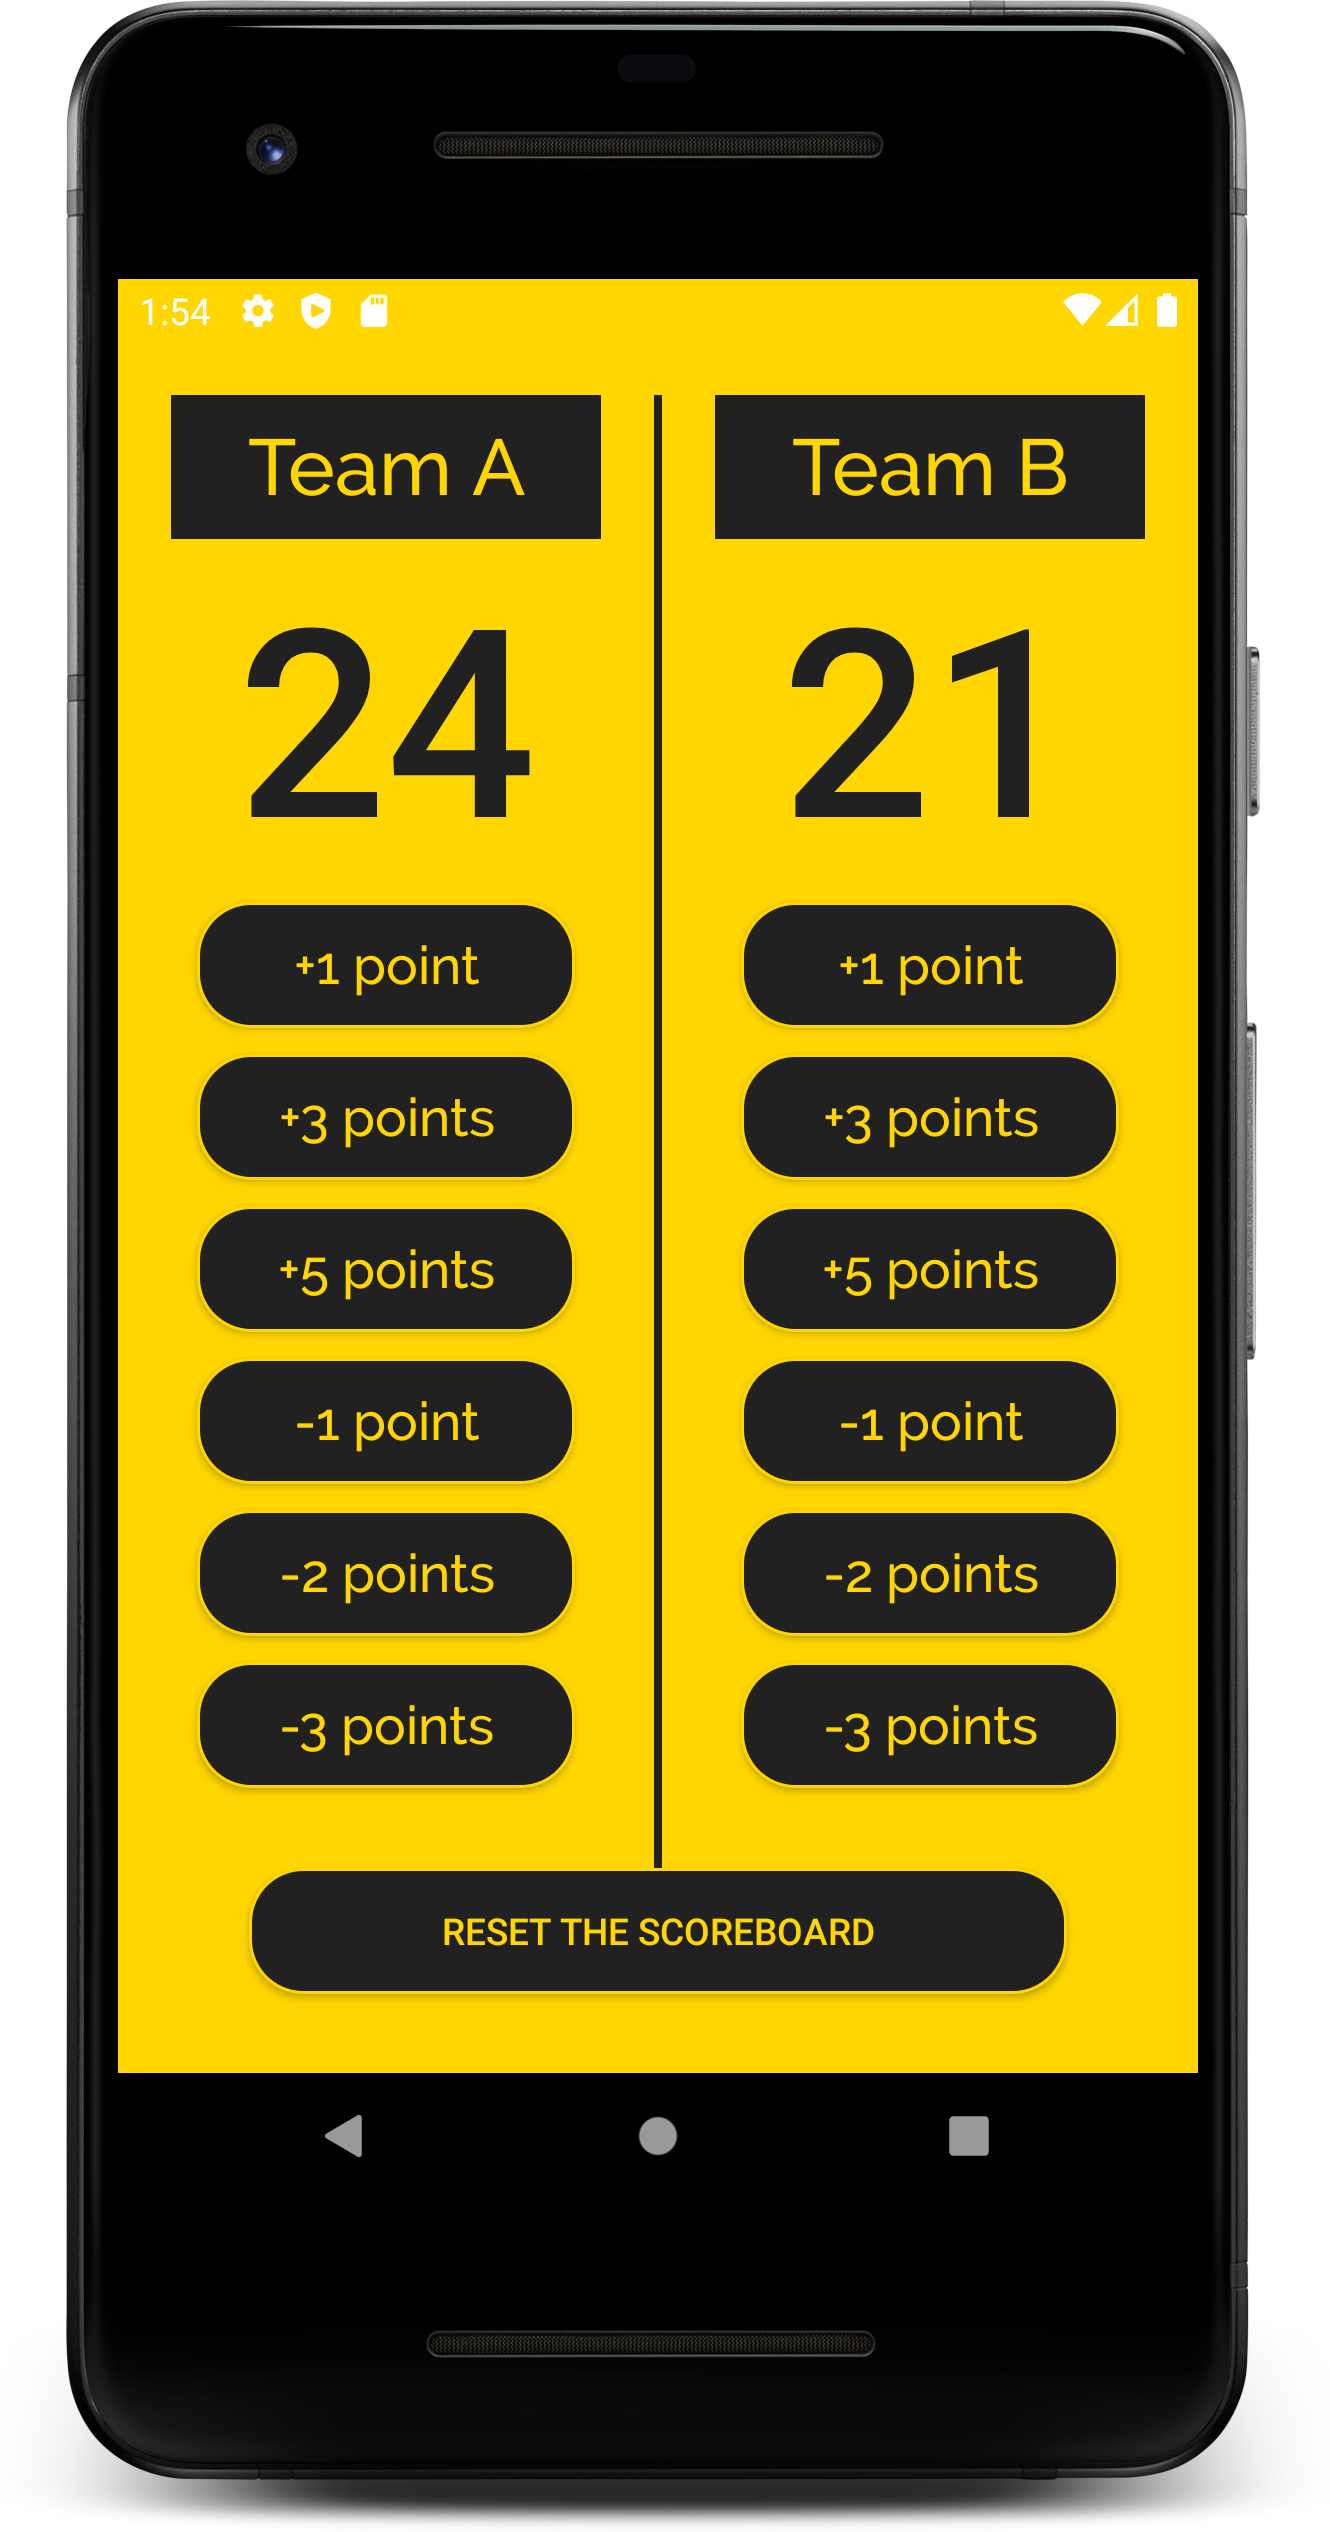 1:54
Team A
24
+1 point
+3 points
+5 points
-1 point
-2 points
-3 points
Team B
21
+1 point
+3 points
+5 points
-1 point
-2 points
-3 points
RESET THE SCOREBOARD